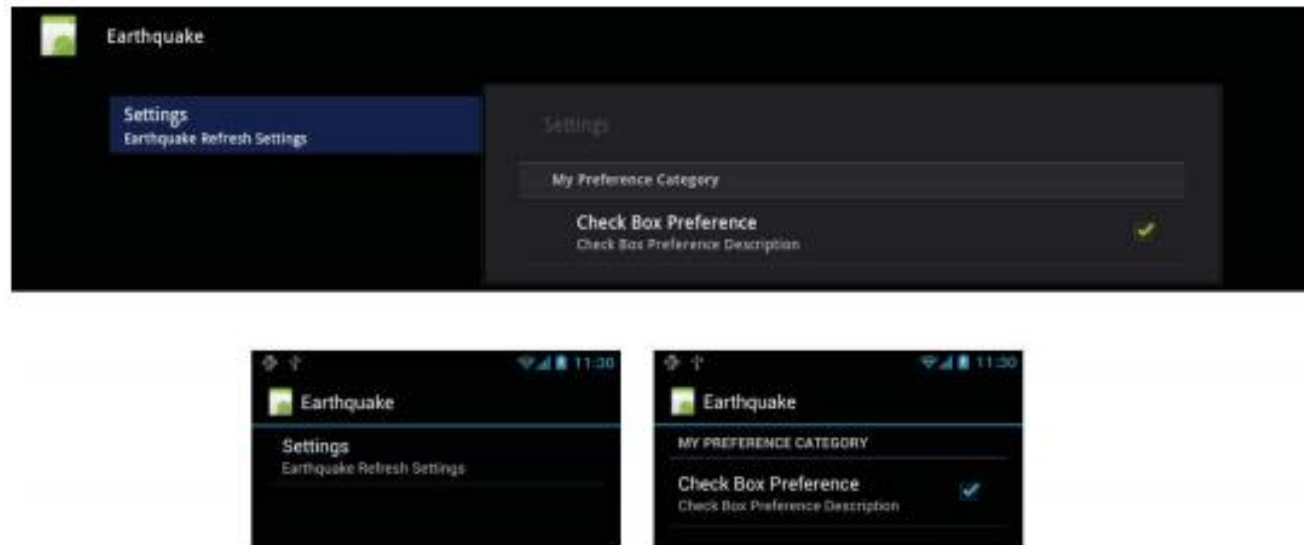 Earthquake
Settings
Earthquake Refresh Settings
Settings
My Preference Category
Check Box Preference
Check Box Preference Description
11:30
Earthquake
Settings
Earthquake Refresh Settings
11:30
Earthquake
MY PREFERENCE CATEGORY
Check Box Preference
Check Box Preference Description